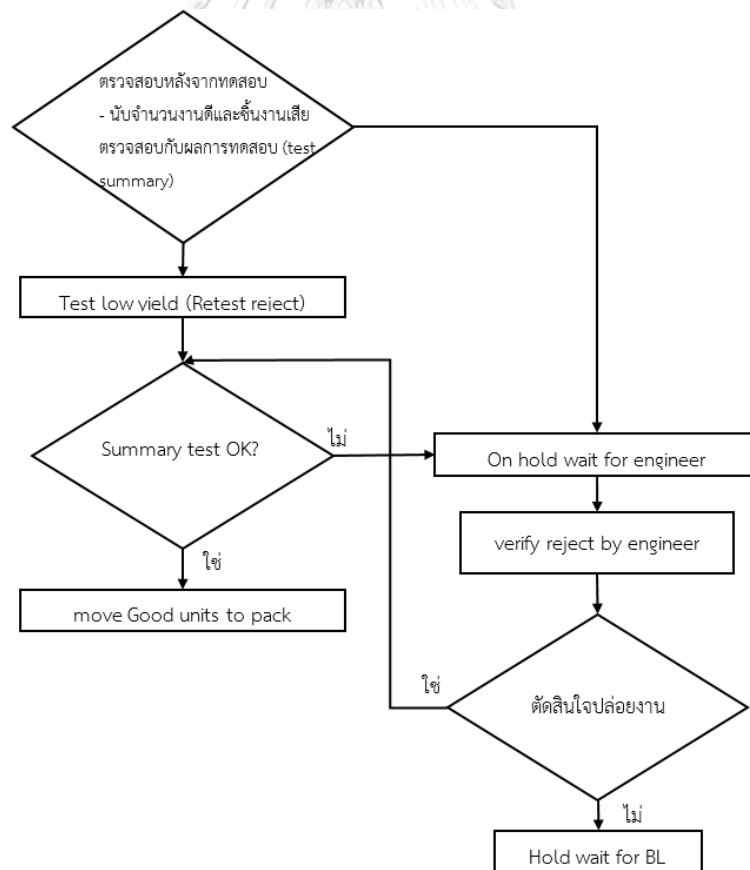 ตรวจสอบหลังจากทดสอบ
- นับจำนวนงานดีและชิ้นงานเสีย
ตรวจสอบกับผลการทดสอบ (test
summary)
Test low yield (Retest reject)
Summary test OK?
ไม่
On hold wait for engineer
verify reject by engineer
ใช่
move Good units to pack
ใช่
ตัดสินใจปล่อยงาน
ไม่
Hold wait for BL